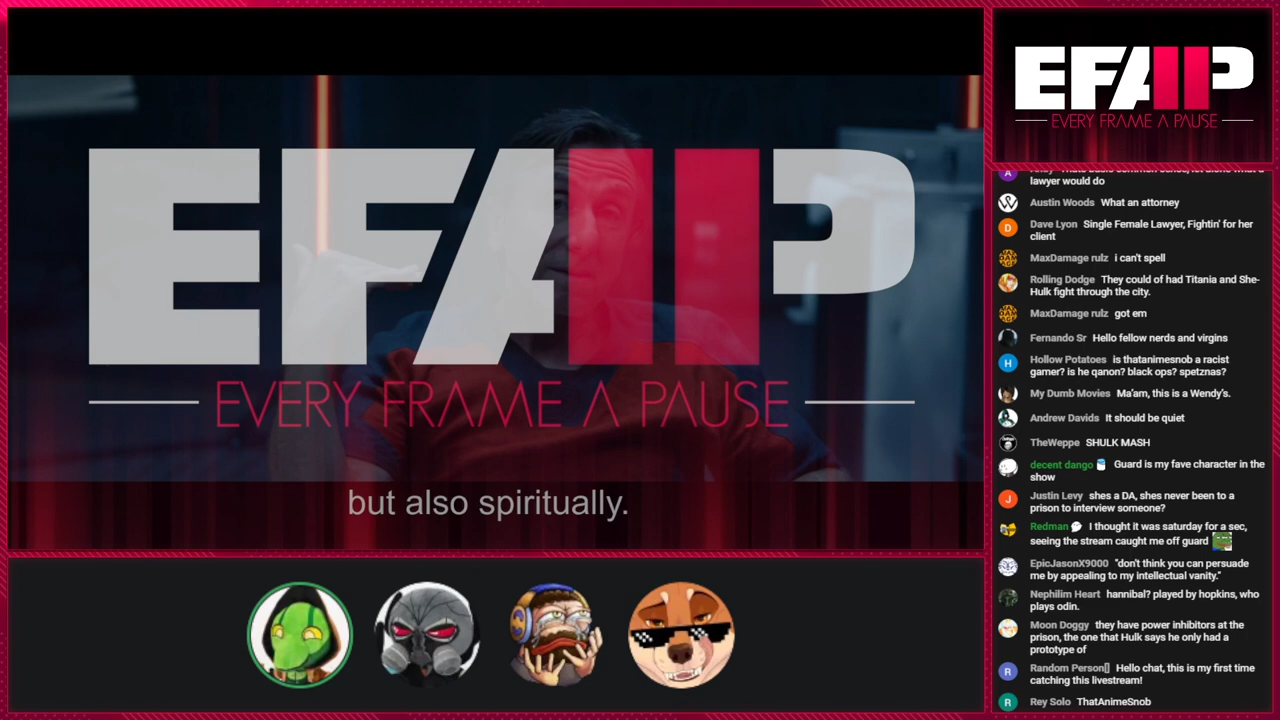 EFAP
EVERY FRAME A PAUSE
but also spiritually.
EFAP
EVERY FRAME A PAUSE
lawyer would do
Austin Woods What an attorney
Dave Lyon Single Female Lawyer, Fightin' for her
client
MaxDamage rulz i can't spell
Rolling Dodge They could of had Titania and She-
Hulk fight through the city.
MaxDamage rulz got em
Fernando Sr Hello fellow nerds and virgins
Hollow Potatoes is thatanimesnob a racist
gamer? is he qanon? black ops? spetznas?
My Dumb Movies Ma'am, this is a Wendy's.
Andrew Davids It should be quiet
TheWeppe SHULK MASH
decent dango Guard is my fave character in the
show
Justin Levy shes a DA, shes never been to a
prison to interview someone?
Redman I thought it was saturday for a sec,
seeing the stream caught me off guard
EpicJasonX9000 "don't think you can persuade
me by appealing to my intellectual vanity."
Nephilim Heart hannibal? played by hopkins, who
plays odin.
Moon Doggy they have power inhibitors at the
prison, the one that Hulk says he only had a
prototype of
Random Person[] Hello chat, this is my first time
catching this livestream!
Rey Solo ThatAnimeSnob